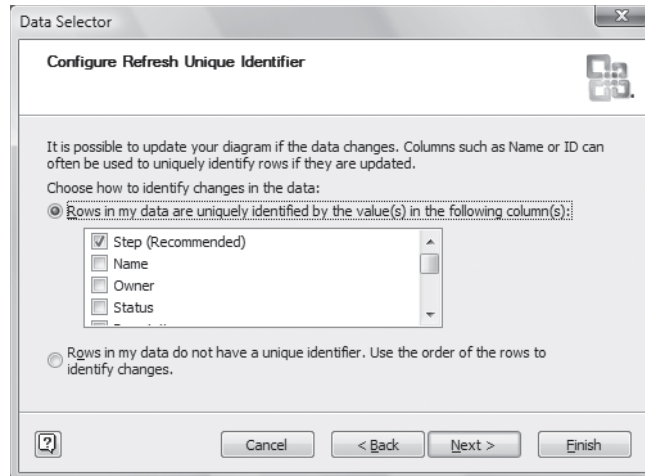 Data Selector
x
Configure Refresh Unique Identifier
It is possible to update your diagram if the data changes. Columns such as Name or ID can
often be used to uniquely identify rows if they are updated.
Choose how to identify changes in the data:
Rows in my data are uniquely identified by the value(s) in the following column(s):
Step (Recommended)
Name
Owner
Status
Rows in my data do not have a unique identifier. Use the order of the rows to
identify changes.
? Cancel < Back Next > Finish